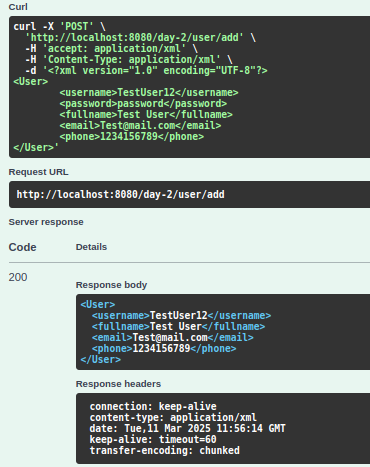 Curl
curl -X 'POST' \
  'http://localhost:8080/day-2/user/add' \
  -H 'accept: application/xml' \
  -H 'Content-Type: application/xml' \
  -d '<?xml version="1.0" encoding="UTF-8"?>
<User>
        <username>TestUser12</username>
        <password>password</password>
        <fullname>Test User</fullname>
        <email>Test@mail.com</email>
        <phone>1234156789</phone>
</User>'
Request URL
http://localhost:8080/day-2/user/add
Server response
Code Details
200
Response body
<User>
  <username>TestUser12</username>
  <fullname>Test User</fullname>
  <email>Test@mail.com</email>
  <phone>1234156789</phone>
</User>
Response headers
connection: keep-alive
content-type: application/xml
date: Tue,11 Mar 2025 11:56:14 GMT
keep-alive: timeout=60
transfer-encoding: chunked